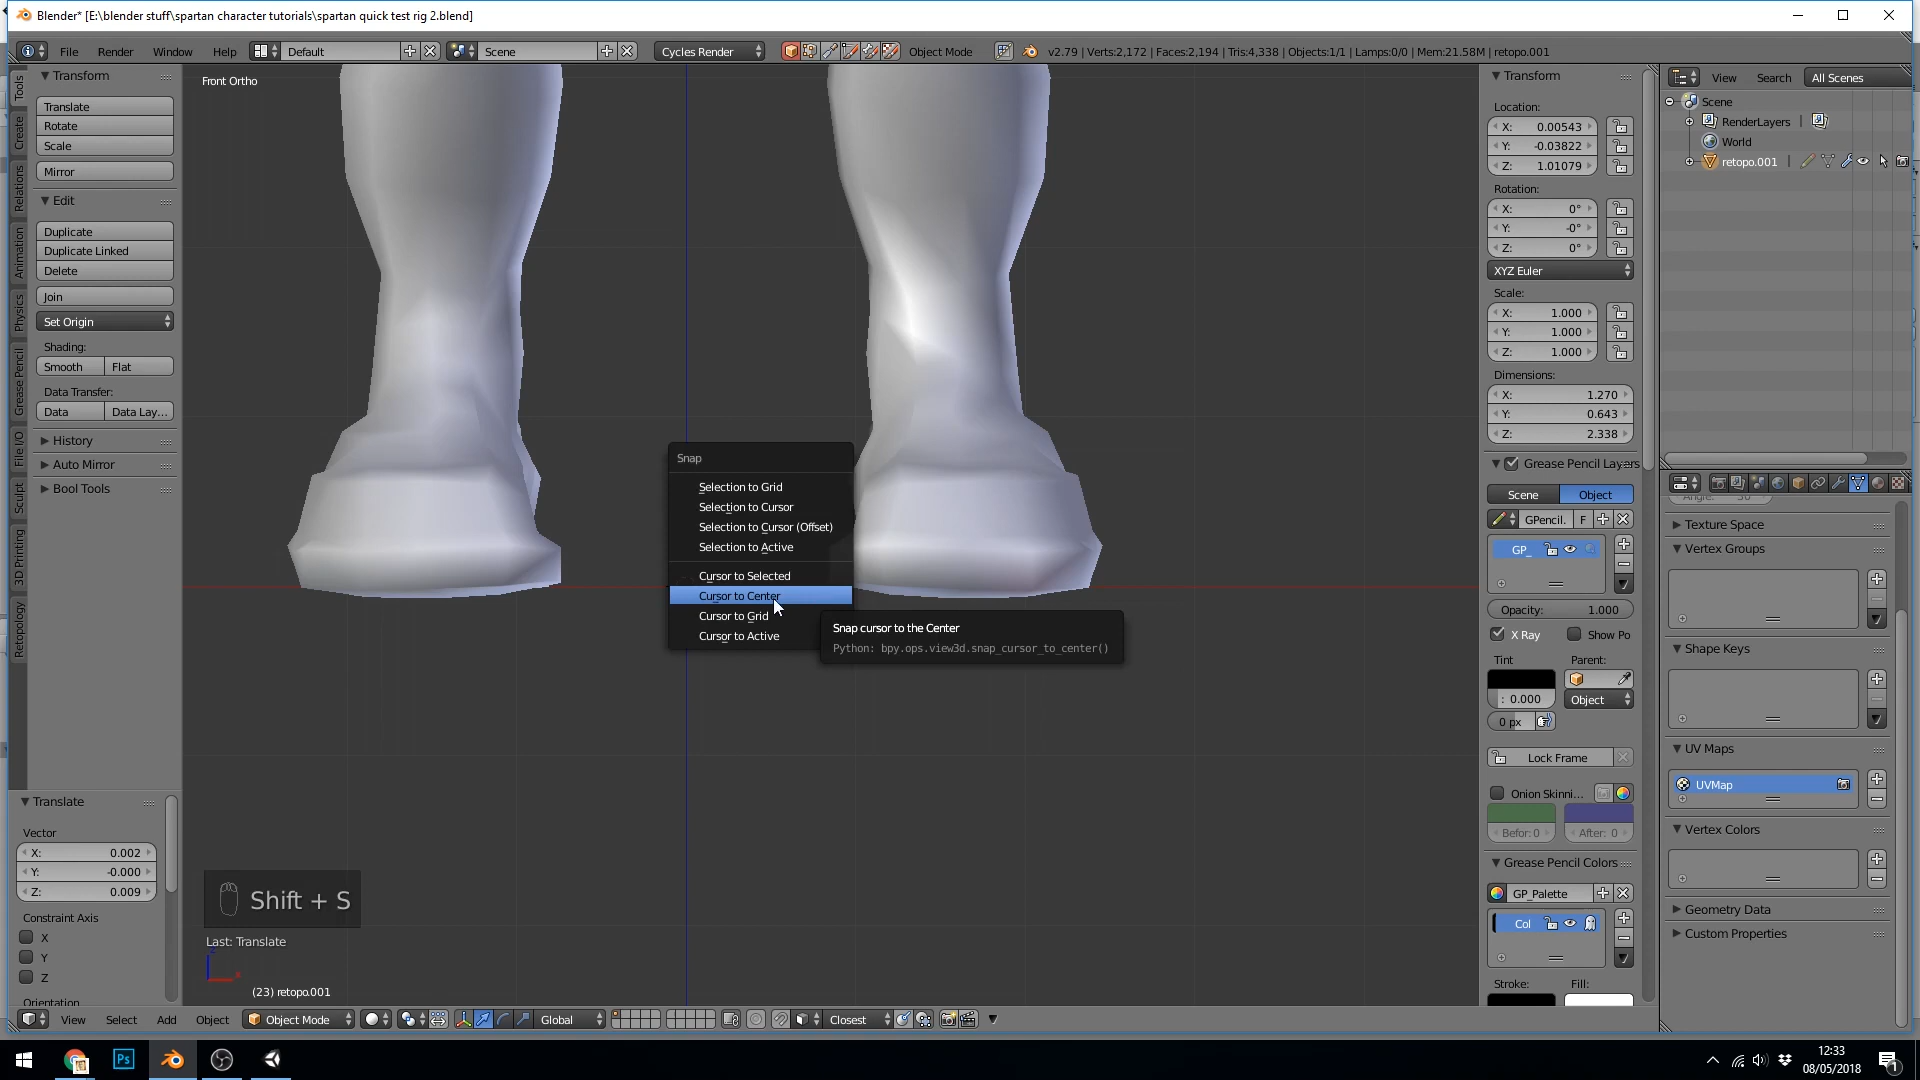 Blender* [E:\blender stuff\spartan character tutorials\spartan quick test rig 2.blend]
File Render Window Help Default Scene Cycles Render Object Mode v2.79 | Verts:2,172 | Faces:2,194 | Tris:4,338 | Objects:1/1 | Lamps:0/0 | Mem:21.58M | retopo.001
Tools
Create
Relations
Animation
Physics
Grease Pencil
File I/O
Sculpt
3D Printing
Retopology
Transform
Translate
Rotate
Scale
Mirror
Edit
Duplicate
Duplicate Linked
Delete
Join
Set Origin
Shading:
Smooth Flat
Data Transfer:
Data Data Lay...
History
Auto Mirror
Bool Tools
Translate
Vector
X: 0.002
Y: -0.000
Z: 0.009
Constraint Axis
X
Y
Z
Orientation
Front Ortho
Snap
Selection to Grid
Selection to Cursor
Selection to Cursor (Offset)
Selection to Active
Cursor to Selected
Cursor to Center
Cursor to Grid
Cursor to Active
Snap cursor to the Center
Python: bpy.ops.view3d.snap_cursor_to_center()
Shift + S
Last: Translate
(23) retopo.001
View Select Add Object Object Mode Global Closest
Transform
Location:
X: 0.00543
Y: -0.03822
Z: 1.01079
Rotation:
X: 0°
Y: -0°
Z: 0°
XYZ Euler
Scale:
X: 1.000
Y: 1.000
Z: 1.000
Dimensions:
X: 1.270
Y: 0.643
Z: 2.338
Grease Pencil Layers
Scene Object
GPencil. F
GP_
Opacity: 1.000
X Ray Show Po
Tint Parent:
: 0.000 Object
0 px
Lock Frame
Onion Skinni...
Befor: 0 After: 0
Grease Pencil Colors
GP_Palette
Col
Stroke: Fill:
View Search All Scenes
Scene
RenderLayers
World
retopo.001
Texture Space
Vertex Groups
Shape Keys
UV Maps
UVMap
Vertex Colors
Geometry Data
Custom Properties
Ps
12:33
08/05/2018
1